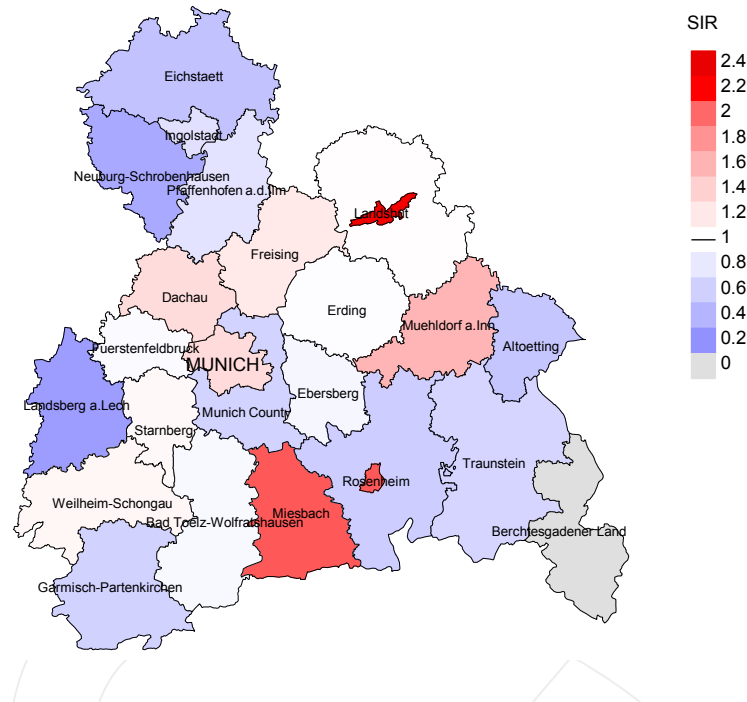 SIR
2.4
2.2
2
1.8
1.6
1.4
1.2
1
0.8
0.6
0.4
0.2
0
Eichstaett
Ingolstadt
Neuburg-Schrobenhausen
Pfaffenhofen a.d.Ilm
Landshut
Freising
Dachau
Erding
Muehldorf a.Inn
Altoetting
Fuerstenfeldbruck
MUNICH
Ebersberg
Landsberg a.Lech
Munich County
Starnberg
Traunstein
Rosenheim
Weilheim-Schongau
Miesbach
Bad Toelz-Wolfratshausen
Berchtesgadener Land
Garmisch-Partenkirchen